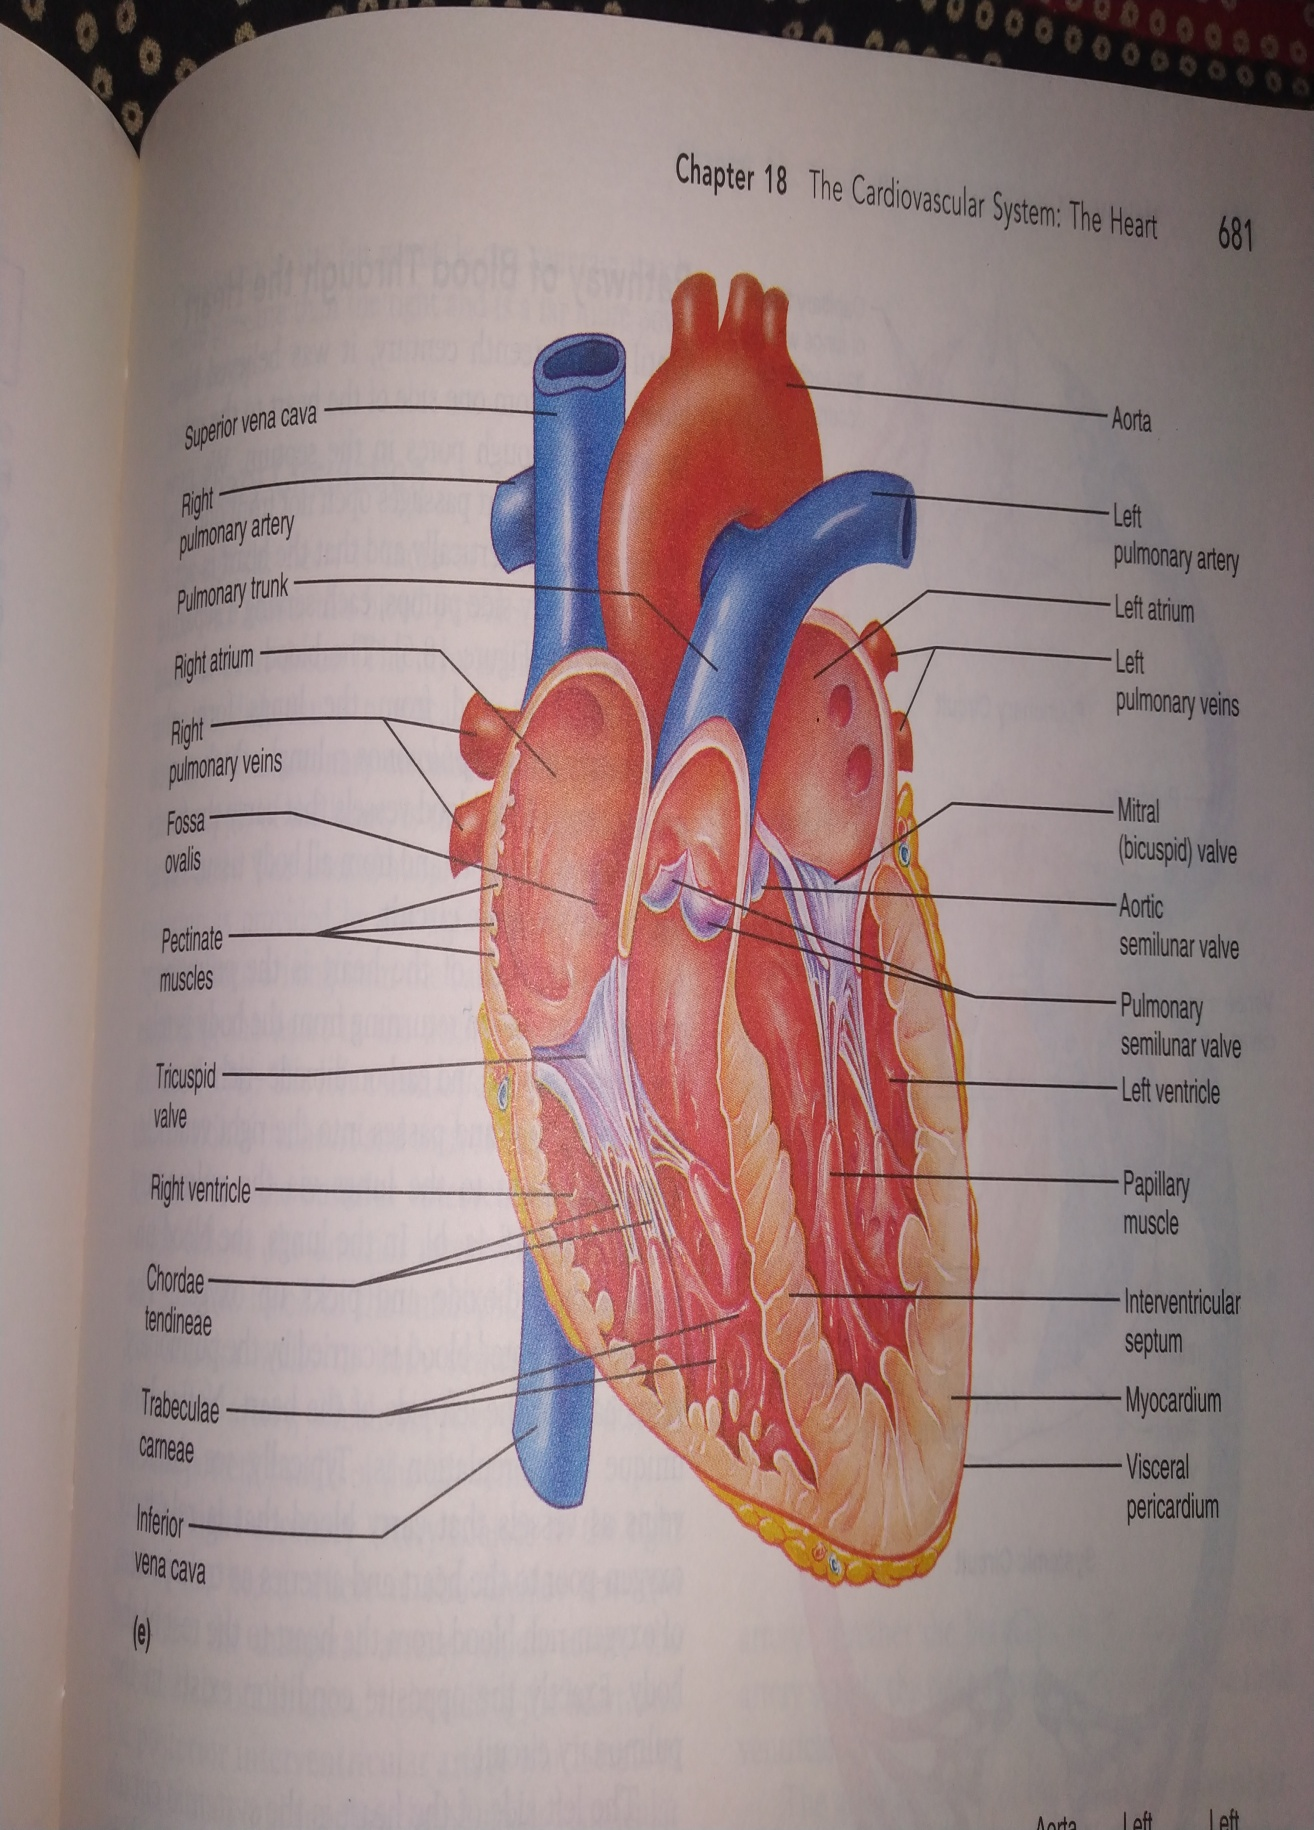 Chapter 18 The Cardiovascular System: The Heart 681
Superior vena cava
Right
pulmonary artery
Pulmonary trunk
Right atrium
Right
pulmonary veins
Fossa
ovalis
Pectinate
muscles
Tricuspid
valve
Right ventricle
Chordae
tendineae
Trabeculae
carneae
Inferior
vena cava
(e)
Aorta
Left
pulmonary artery
Left atrium
Left
pulmonary veins
Mitral
(bicuspid) valve
Aortic
semilunar valve
Pulmonary
semilunar valve
Left ventricle
Papillary
muscle
Interventricular
septum
Myocardium
Visceral
pericardium
Aorta Left Left